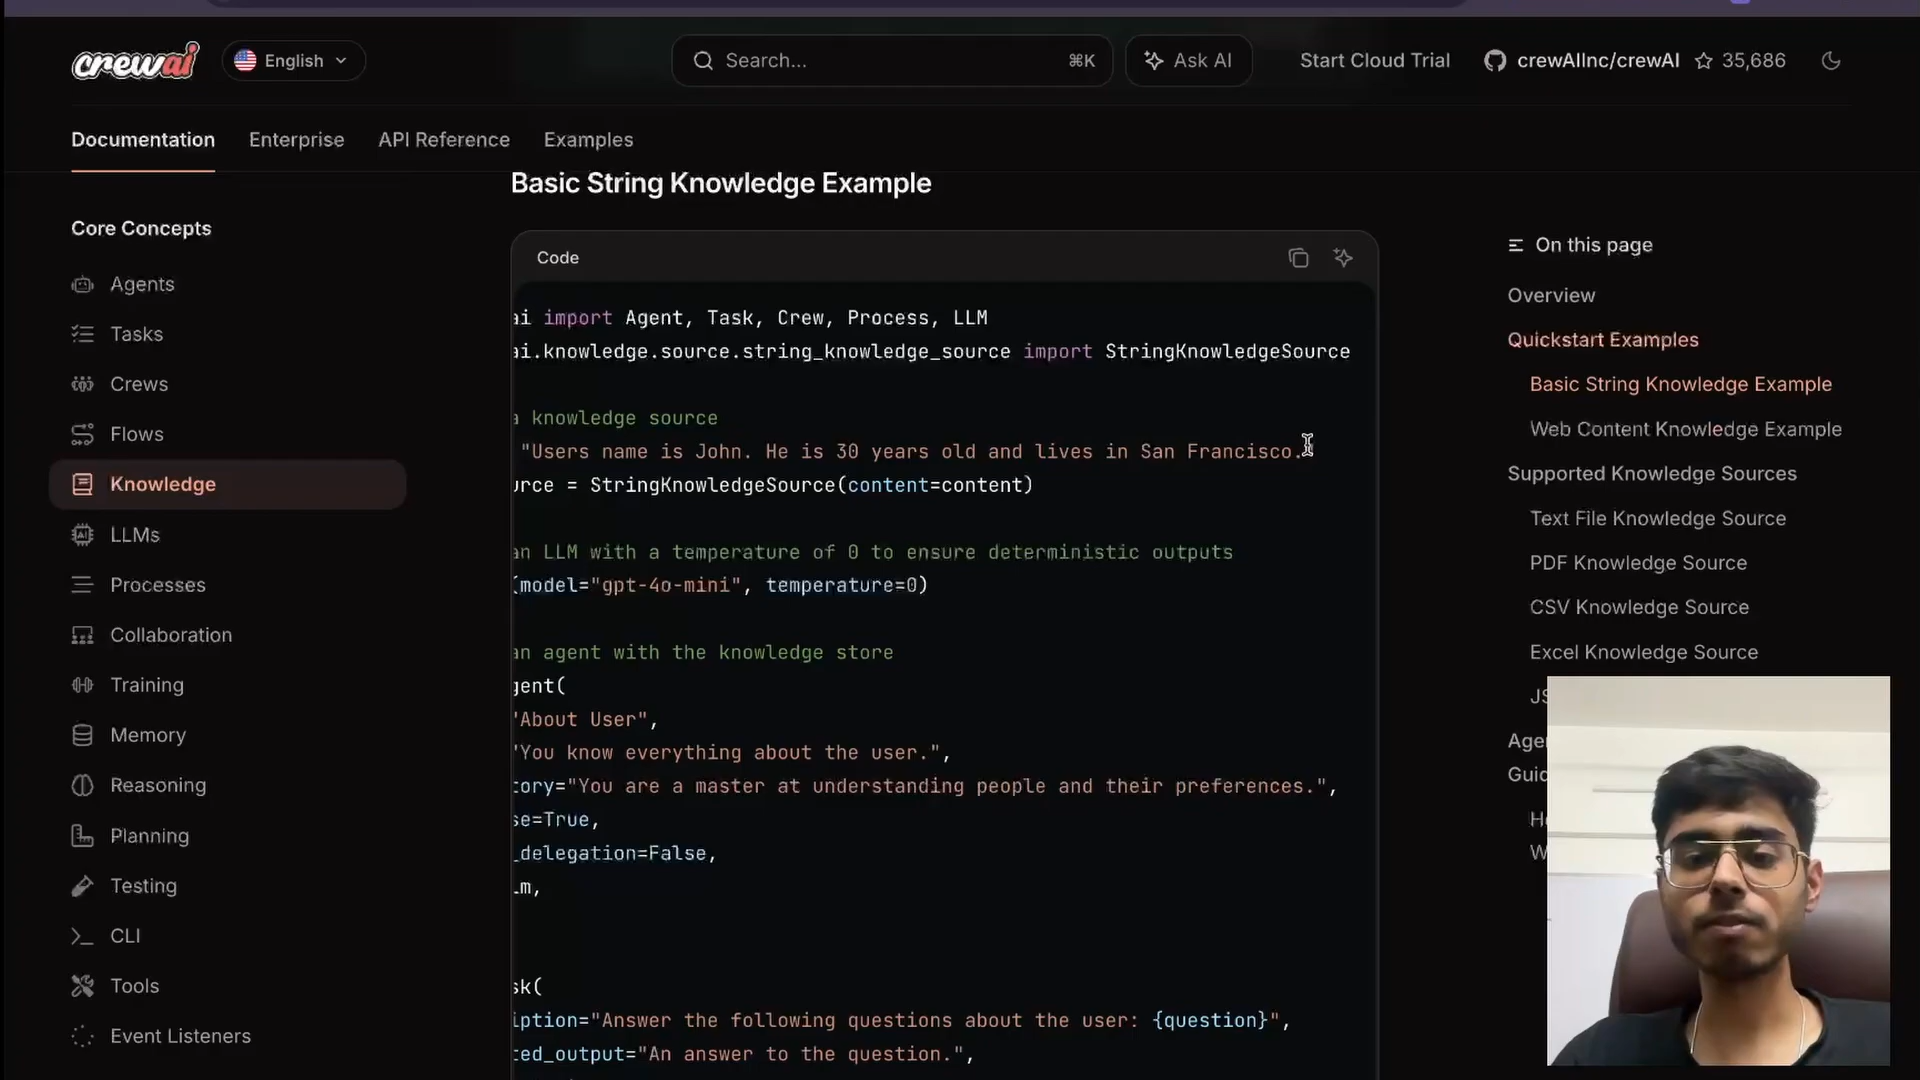 crewai
English
Search...
⌘K
Ask AI
Start Cloud Trial
crewAIInc/crewAI
35,686
Documentation
Enterprise
API Reference
Examples
Basic String Knowledge Example
Core Concepts
Agents
Tasks
Crews
Flows
Knowledge
LLMs
Processes
Collaboration
Training
Memory
Reasoning
Planning
Testing
CLI
Tools
Event Listeners
Code
ai import Agent, Task, Crew, Process, LLM
ai.knowledge.source.string_knowledge_source import StringKnowledgeSource
a knowledge source
"Users name is John. He is 30 years old and lives in San Francisco.
urce = StringKnowledgeSource(content=content)
an LLM with a temperature of 0 to ensure deterministic outputs
(model="gpt-4o-mini", temperature=0)
an agent with the knowledge store
gent(
"About User",
"You know everything about the user.",
tory="You are a master at understanding people and their preferences.",
se=True,
_delegation=False,
lm,
sk(
iption="Answer the following questions about the user: {question}",
ted_output="An answer to the question.",
On this page
Overview
Quickstart Examples
Basic String Knowledge Example
Web Content Knowledge Example
Supported Knowledge Sources
Text File Knowledge Source
PDF Knowledge Source
CSV Knowledge Source
Excel Knowledge Source
JS
Agen
Guid
Ho
W